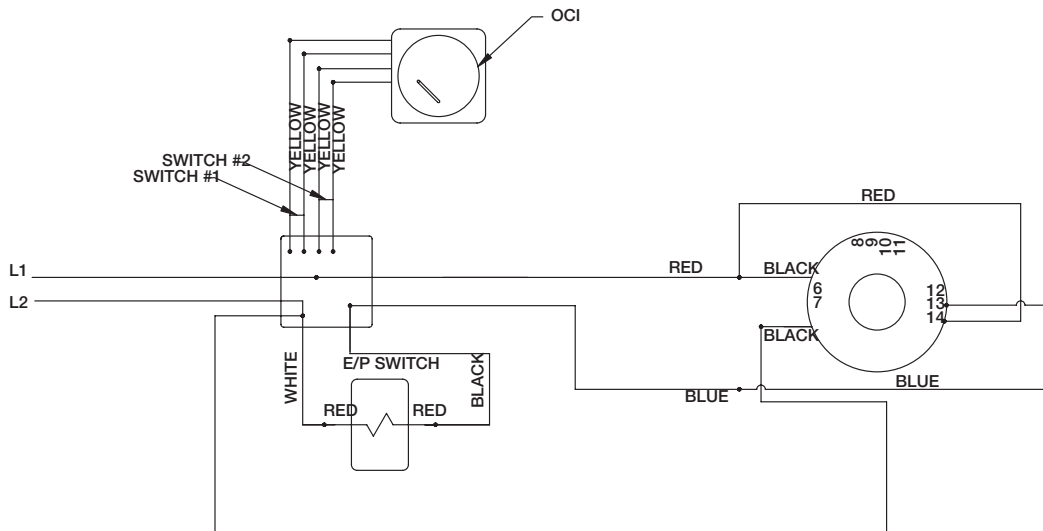 OCI
YELLOW
YELLOW
YELLOW
YELLOW
SWITCH #2
SWITCH #1
RED
8
9
10
11
L1
RED
BLACK
6
7
12
13
14
L2
BLACK
E/P SWITCH
WHITE
BLACK
BLUE
BLUE
RED
RED